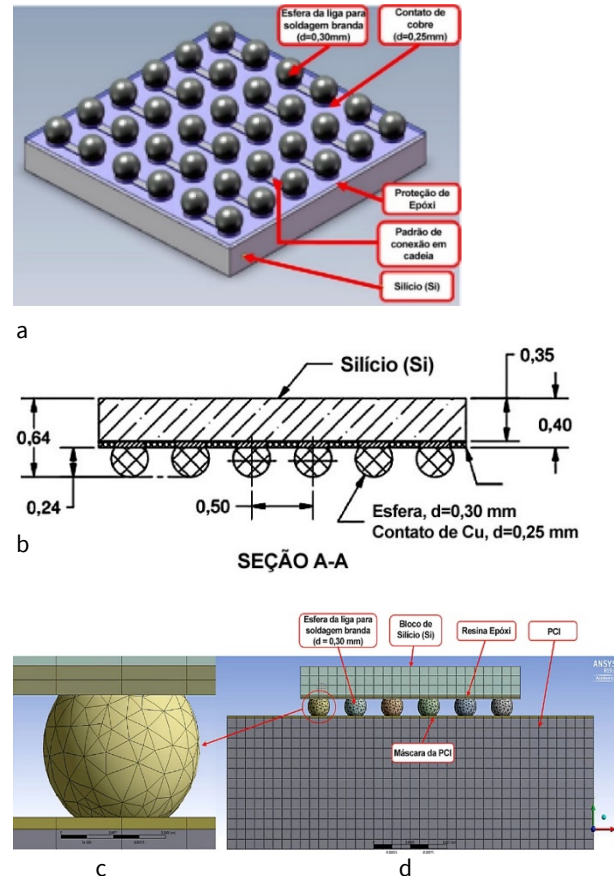 Esfera da liga para
soldagem branda
(d=0,30mm)
Contato de
cobre
(d=0,25mm)
Proteção de
Epóxi
Padrão de
conexão em
cadeia
Silício (Si)
a
Silício (Si)
0,35
0,64
0,40
0,24
0,50
Esfera, d=0,30 mm
Contato de Cu, d=0,25 mm
b
SEÇÃO A-A
Esfera da liga para
soldagem branda
(d = 0,30 mm)
Bloco de
Silício (Si)
Resina Epóxi
PCI
ANSYS
Máscara da PCI
c
d